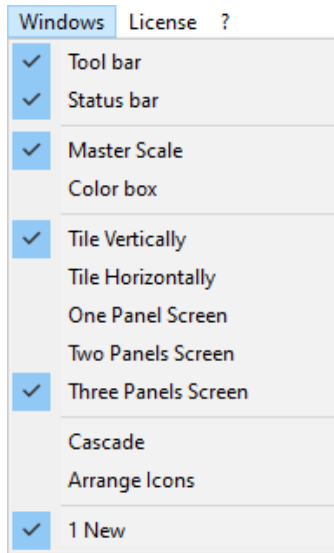 Windows License ?
Tool bar
Status bar
Master Scale
Color box
Tile Vertically
Tile Horizontally
One Panel Screen
Two Panels Screen
Three Panels Screen
Cascade
Arrange Icons
1 New